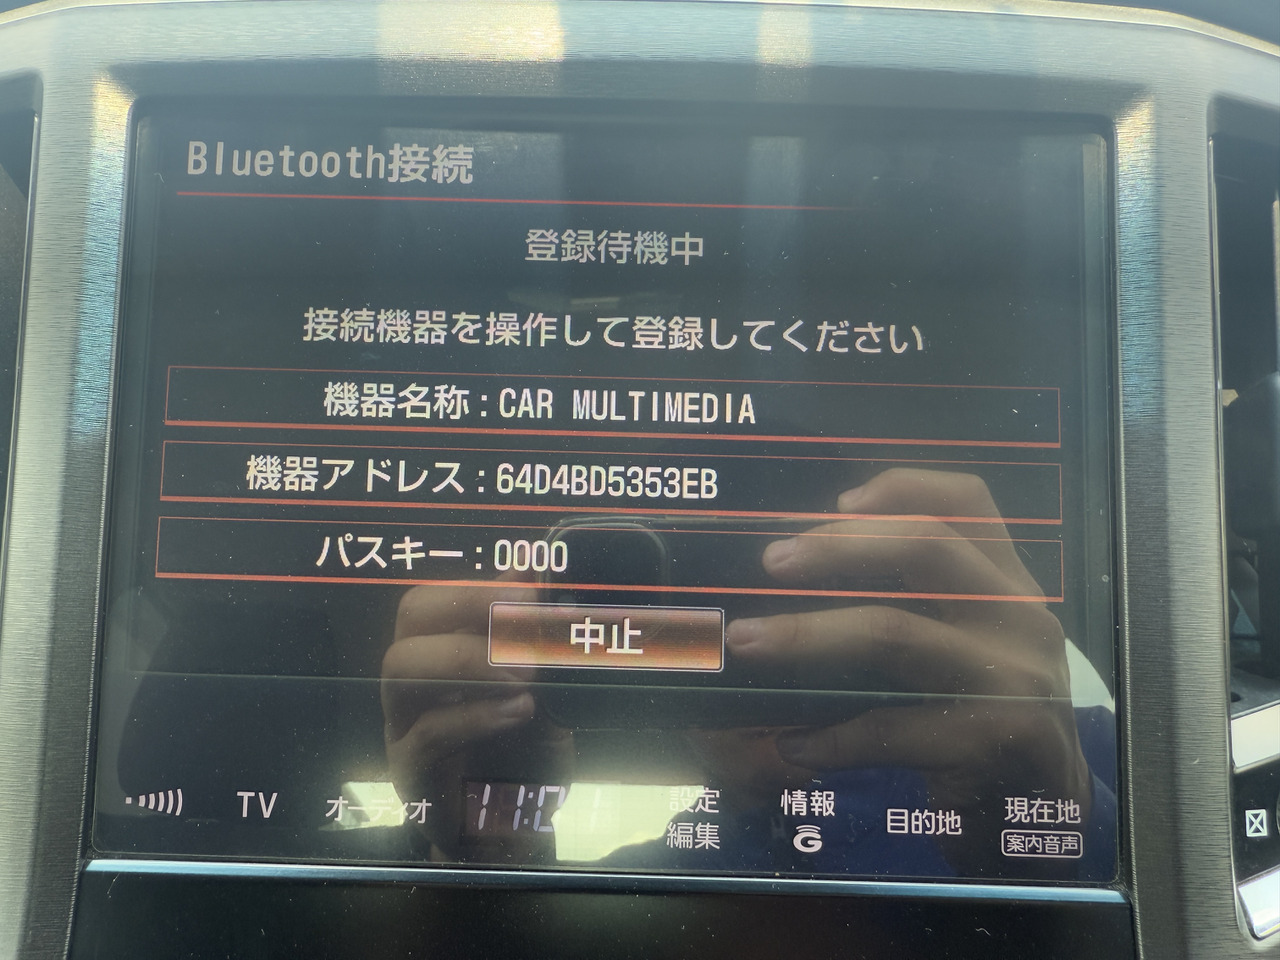 Bluetooth接続
登録待機中
接続機器を操作して登録してください
機器名称:CAR MULTIMEDIA
機器アドレス:64D4BD5353EB
パスキー:0000
中止
TV
オーディオ
11:01
設定
編集
情報
G
目的地
現在地
案内音声